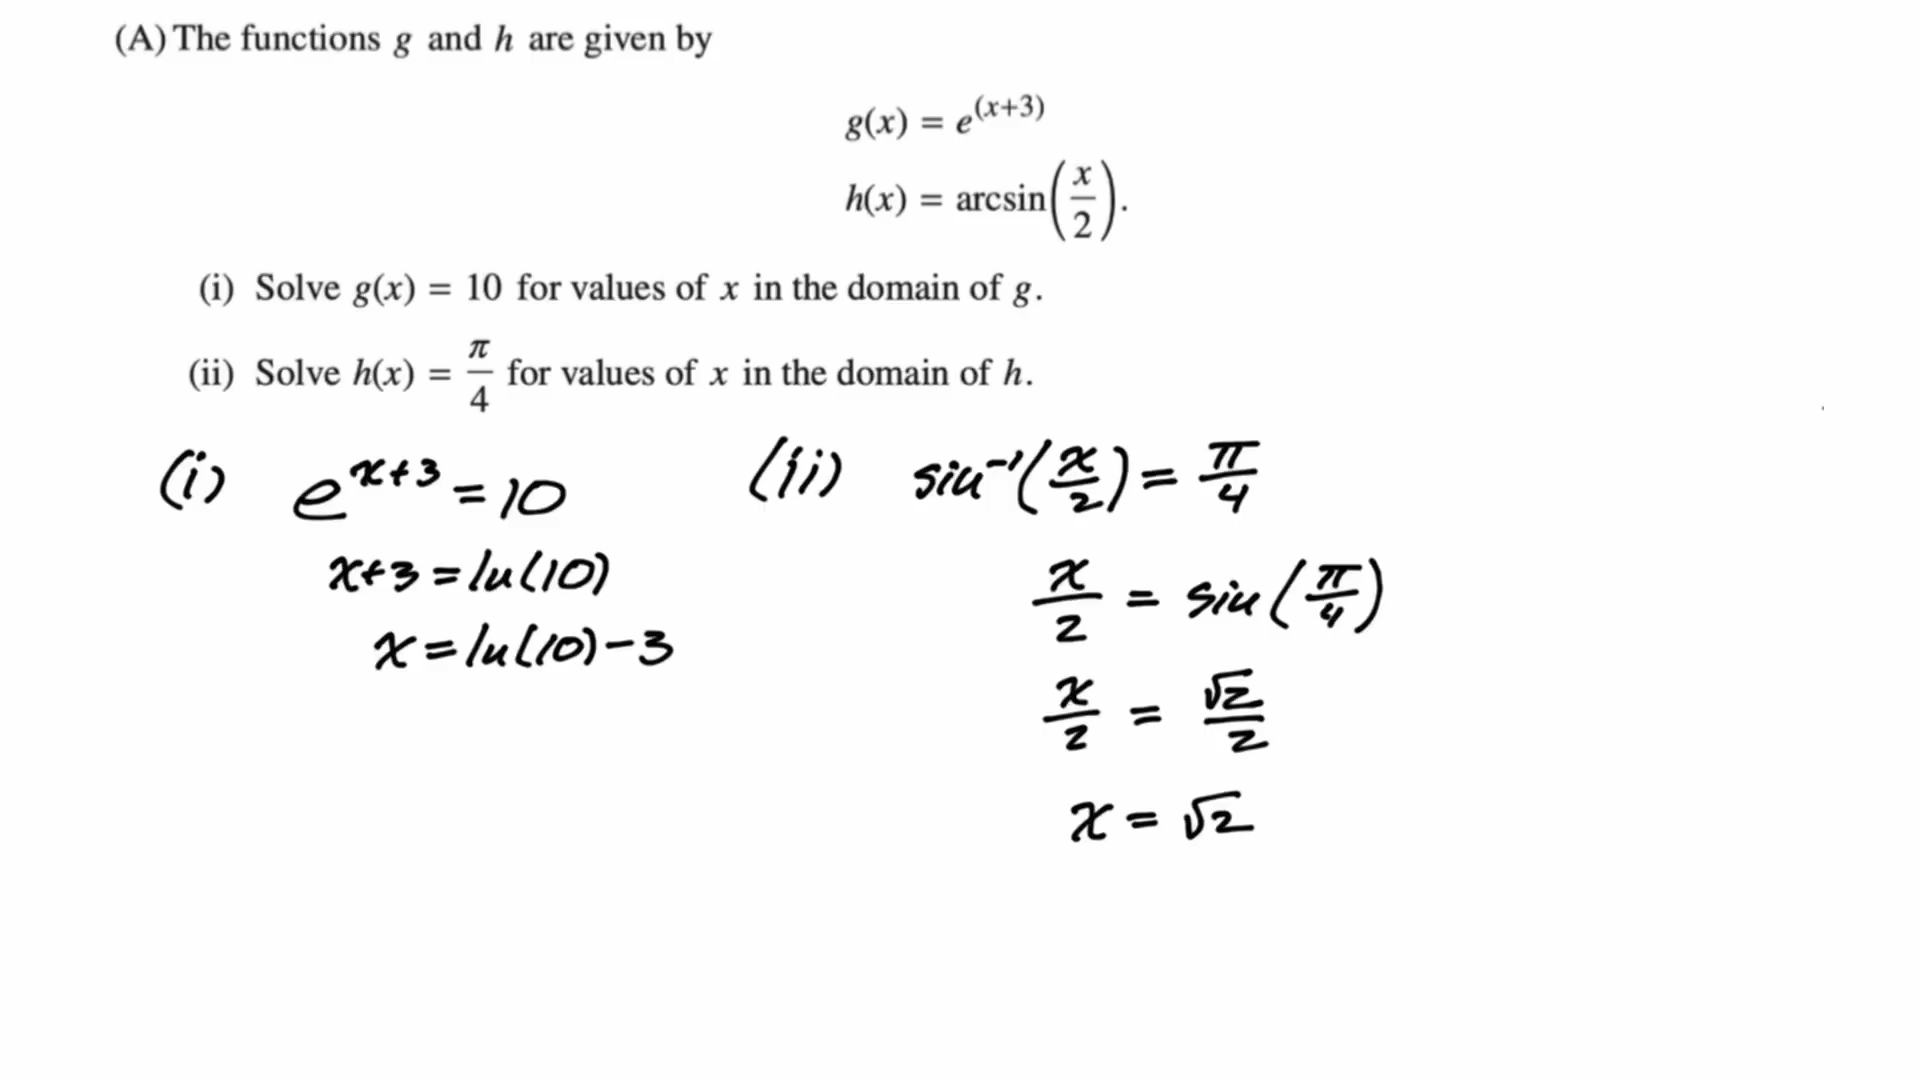 (A) The functions g and h are given by
g(x) = e^(x+3)
h(x) = arcsin(x/2).
(i) Solve g(x) = 10 for values of x in the domain of g.
(ii) Solve h(x) = π/4 for values of x in the domain of h.
(i) e^x+3 = 10
x+3 = ln(10)
x = ln(10) - 3
(ii) sin^-1(x/2) = π/4
x/2 = sin(π/4)
x/2 = √2/2
x = √2